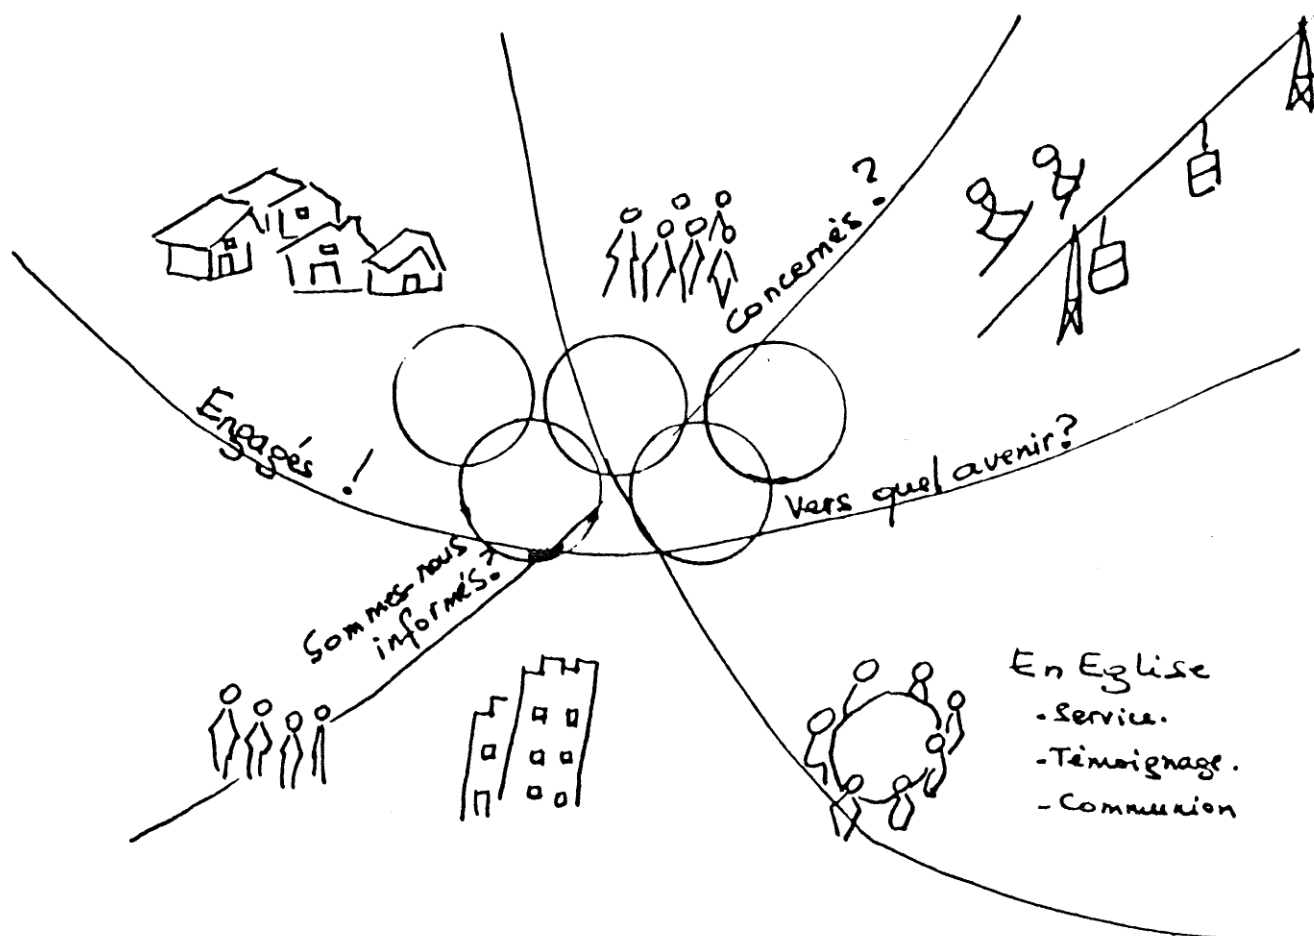 Concernés ?
Engagés !
Vers quel avenir?
Sommes nous
informés?
En Eglise
. Service.
- Témoignage.
- Communion